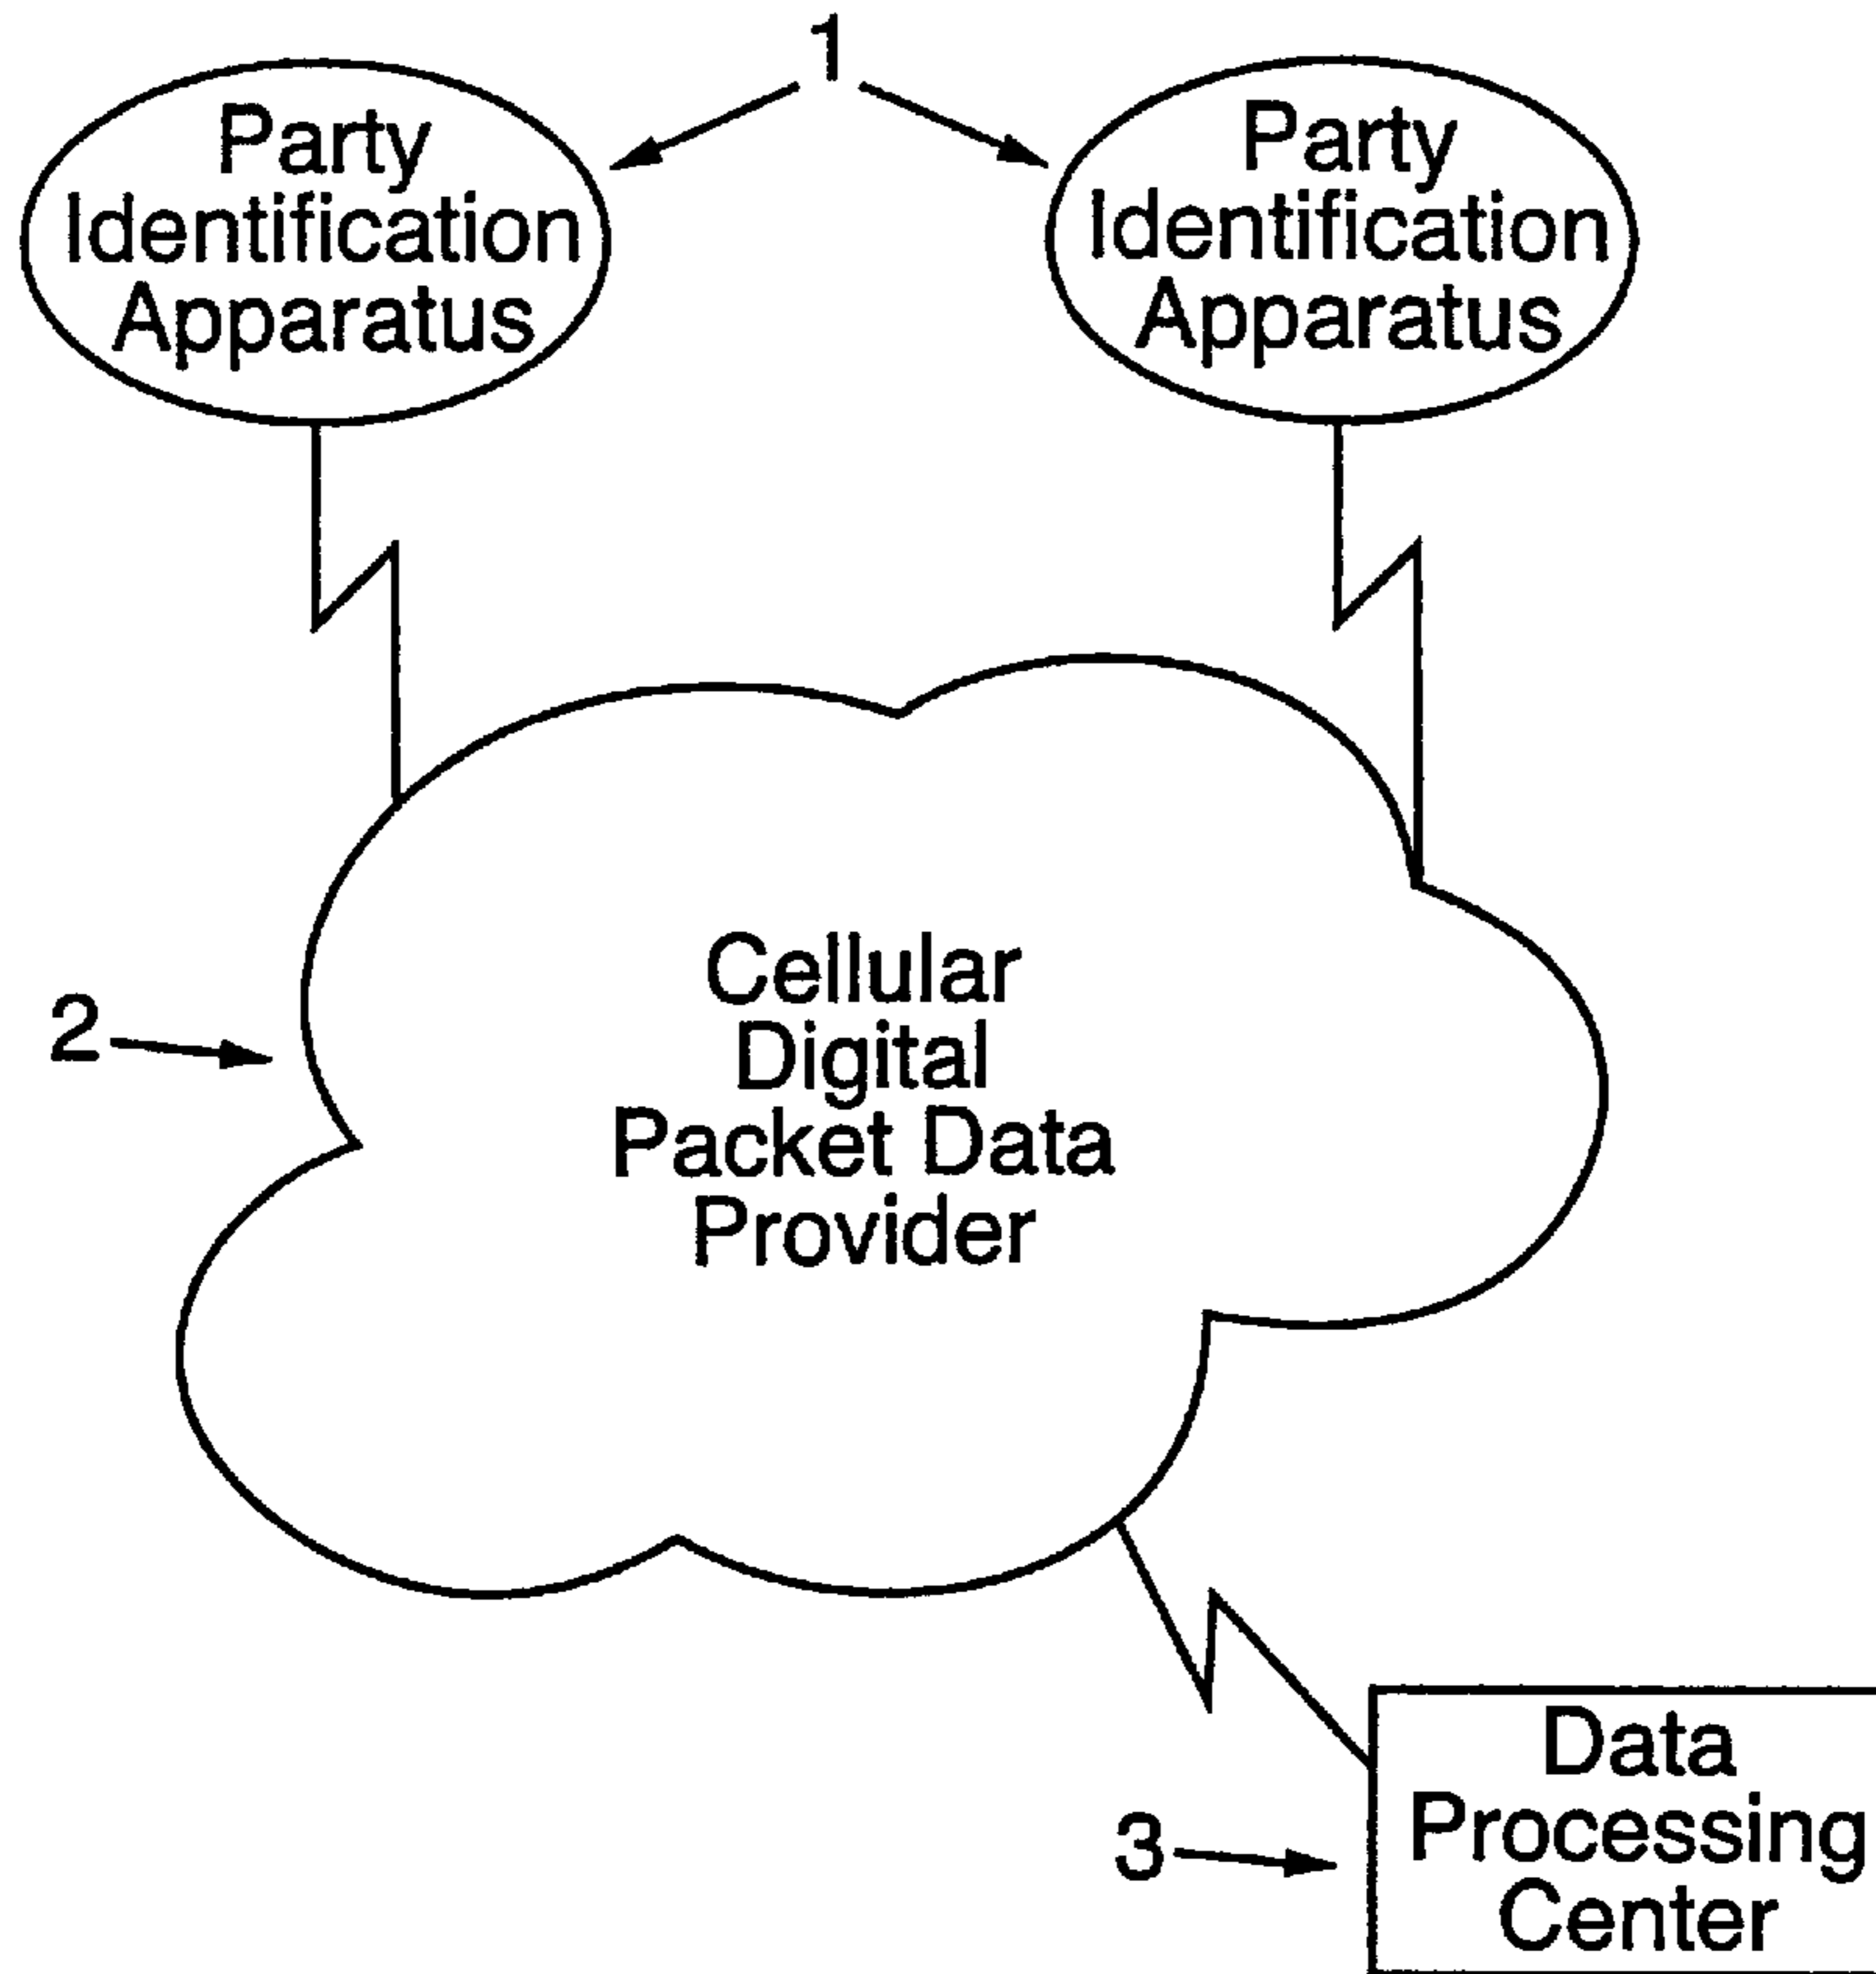 1
Party
Identification
Apparatus
Party
Identification
Apparatus
2
Cellular
Digital
Packet Data
Provider
3
Data
Processing
Center